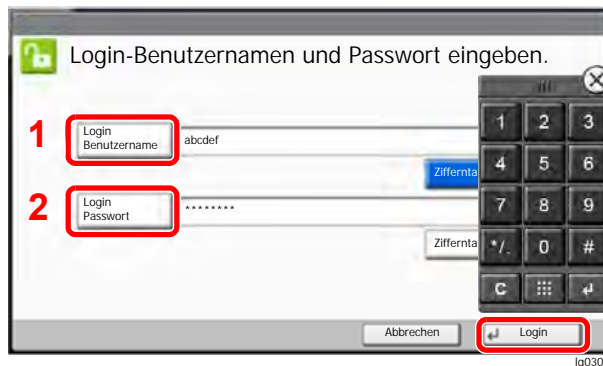 Login-Benutzernamen und Passwort eingeben.
1
Login
Benutzername
abcdef
Ziffernta
2
Login
Passwort
********
Ziffernta
1 2 3
4 5 6
7 8 9
*/. 0 #
C
Abbrechen
Login